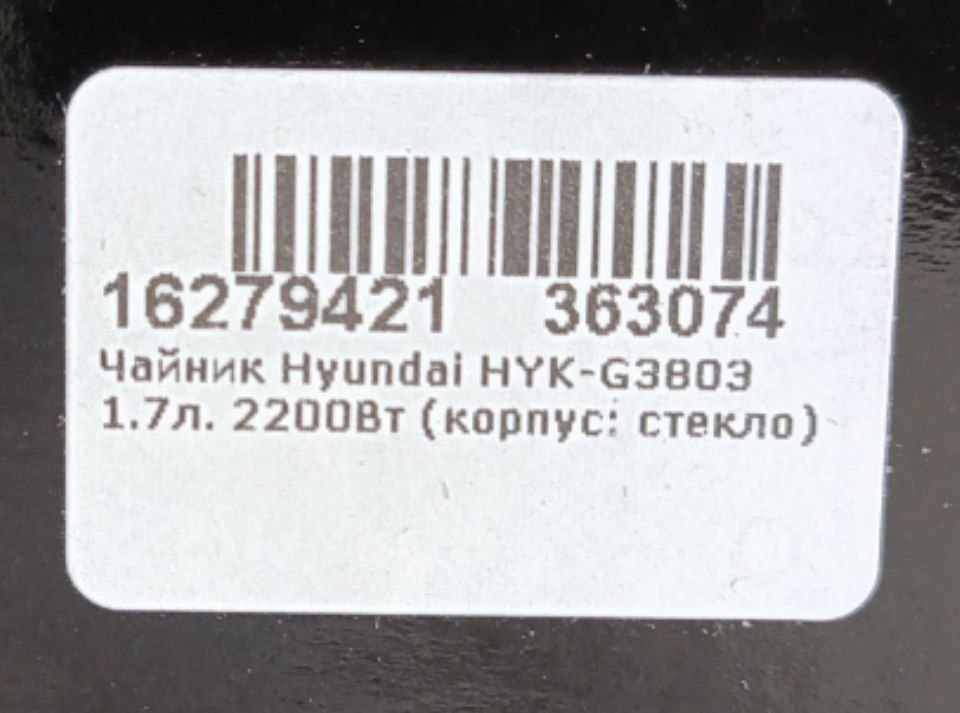 16279421 363074
Чайник Hyundai HYK-G3803
1.7л. 2200Вт (корпус: стекло)